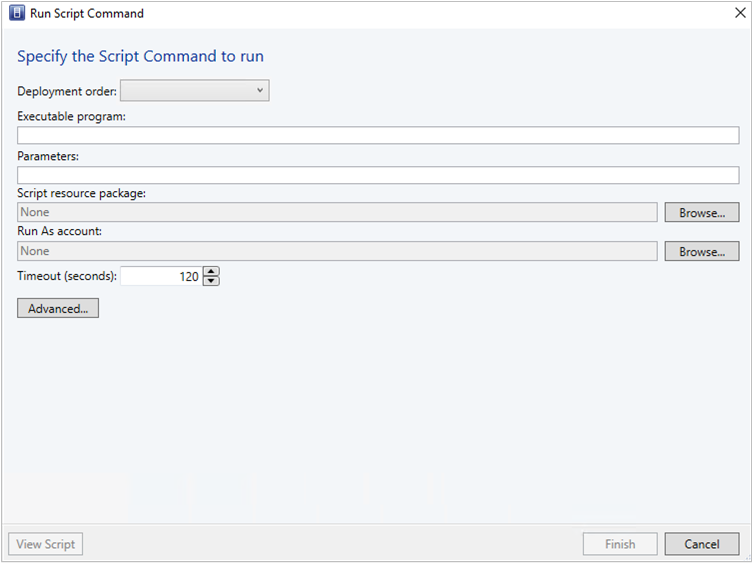 Run Script Command
Specify the Script Command to run
Deployment order:
Executable program:
Parameters:
Script resource package:
None Browse...
Run As account:
None Browse...
Timeout (seconds): 120
Advanced...
View Script Finish Cancel